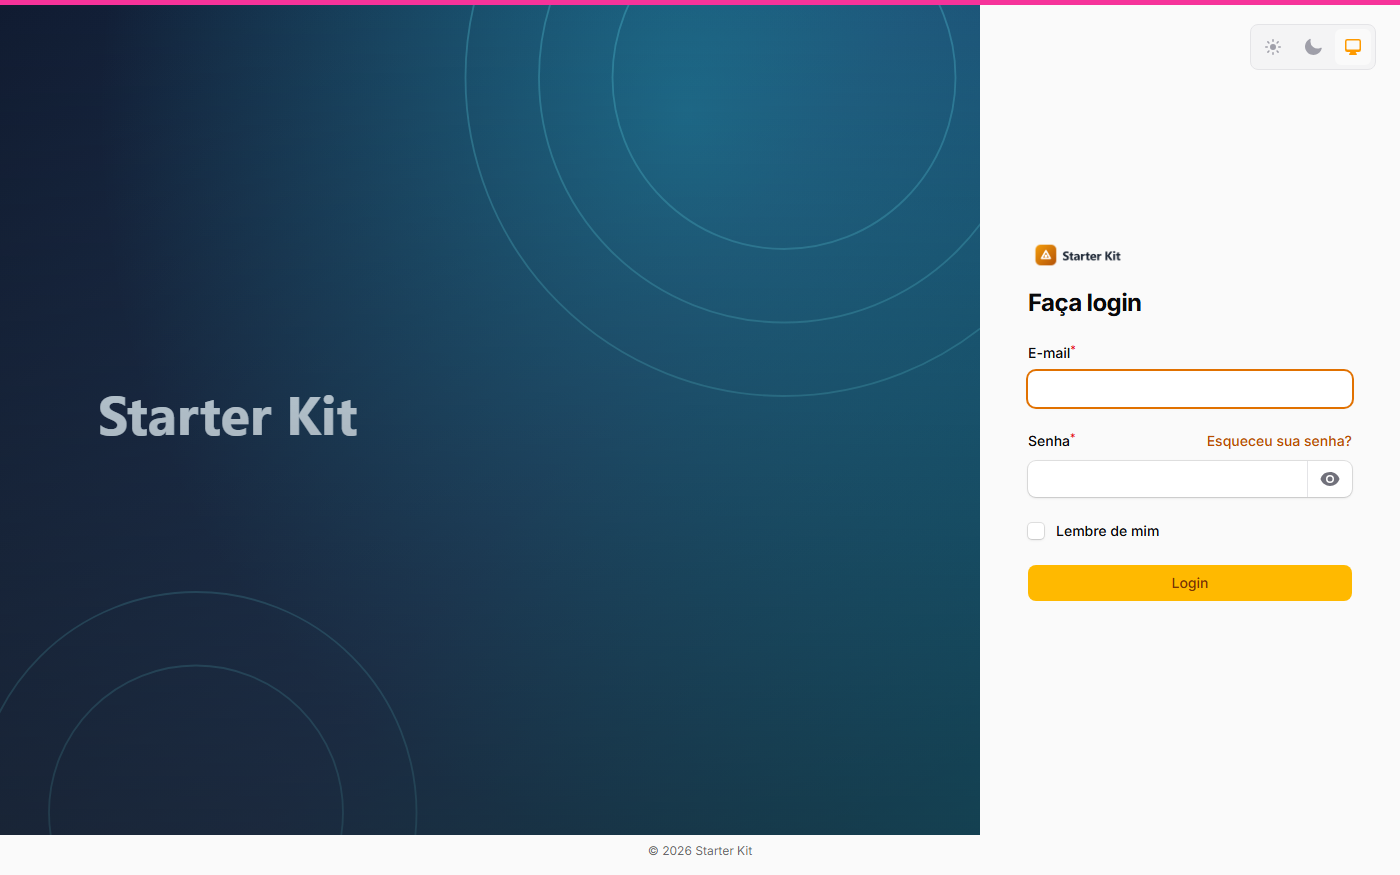 Starter Kit
Starter Kit
Faça login
E-mail*
Senha*
Esqueceu sua senha?
Lembre de mim
Login
© 2026 Starter Kit